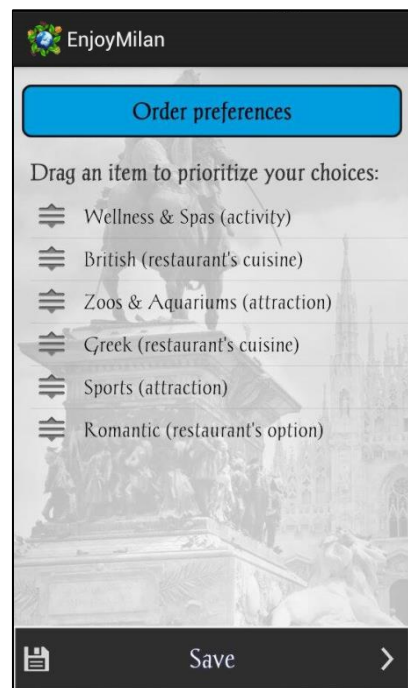 EnjoyMilan
Order preferences
Drag an item to prioritize your choices:
Wellness & Spas (activity)
British (restaurant's cuisine)
Zoos & Aquariums (attraction)
Greek (restaurant's cuisine)
Sports (attraction)
Romantic (restaurant's option)
Save